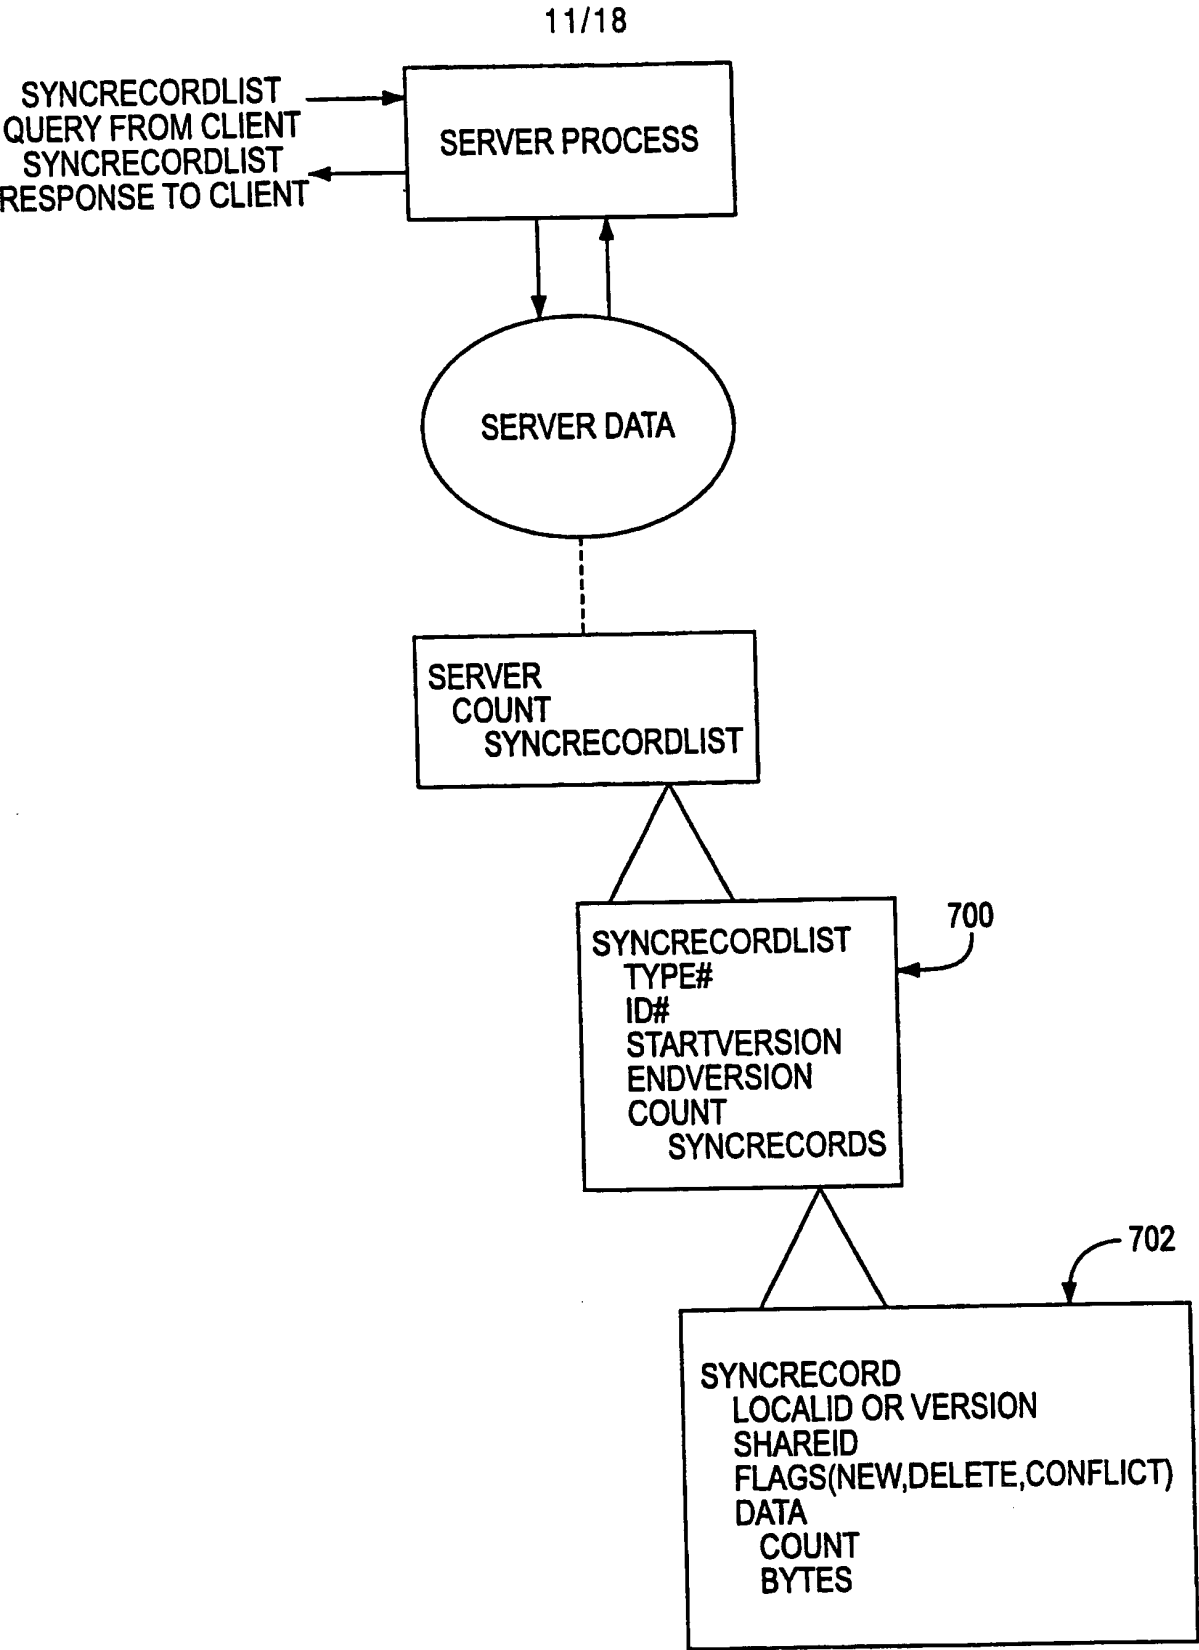 11/18
SYNCRECORDLIST
QUERY FROM CLIENT
SYNCRECORDLIST
RESPONSE TO CLIENT
SERVER PROCESS
SERVER DATA
SERVER
COUNT
SYNCRECORDLIST
700
SYNCRECORDLIST
TYPE#
ID#
STARTVERSION
ENDVERSION
COUNT
SYNCRECORDS
702
SYNCRECORD
LOCALID OR VERSION
SHAREID
FLAGS(NEW,DELETE,CONFLICT)
DATA
COUNT
BYTES